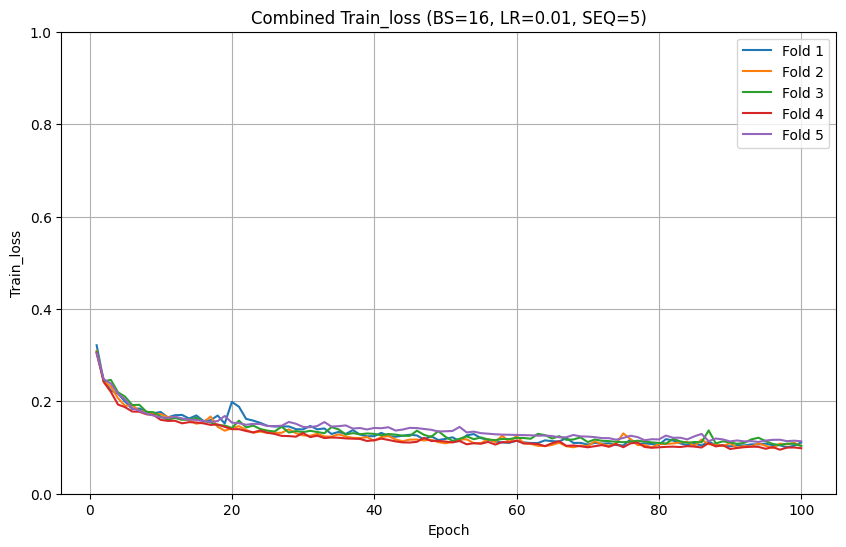 Combined Train_loss (BS=16, LR=0.01, SEQ=5)
1.0
0.8
0.6
0.4
0.2
0.0
Train_loss
0
20
40
60
80
100
Epoch
Fold 1
Fold 2
Fold 3
Fold 4
Fold 5